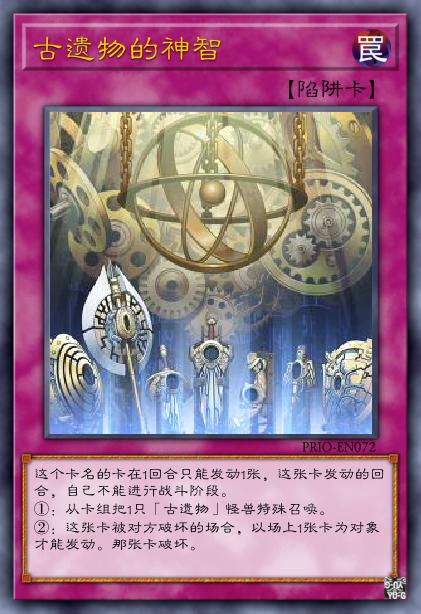 古遗物的神智
罠
【陷阱卡】
PRIO-EN072
这个卡名的卡在1回合只能发动1张，这张卡发动的回
合，自己不能进行战斗阶段。
①：从卡组把1只「古遗物」怪兽特殊召唤。
②：这张卡被对方破坏的场合，以场上1张卡为对象
才能发动。那张卡破坏。